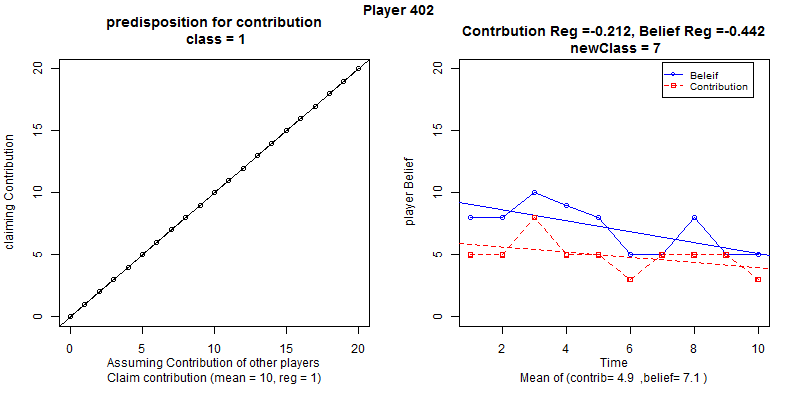 Player 402
predisposition for contribution
class = 1
claiming Contribution
0
5
10
15
20
0
5
10
15
20
Assuming Contribution of other players
Claim contribution (mean = 10, reg = 1)
Contrbution Reg =-0.212, Belief Reg =-0.442
newClass = 7
Beleif
Contribution
player Belief
0
5
10
15
20
2
4
6
8
10
Time
Mean of (contrib= 4.9 ,belief= 7.1 )